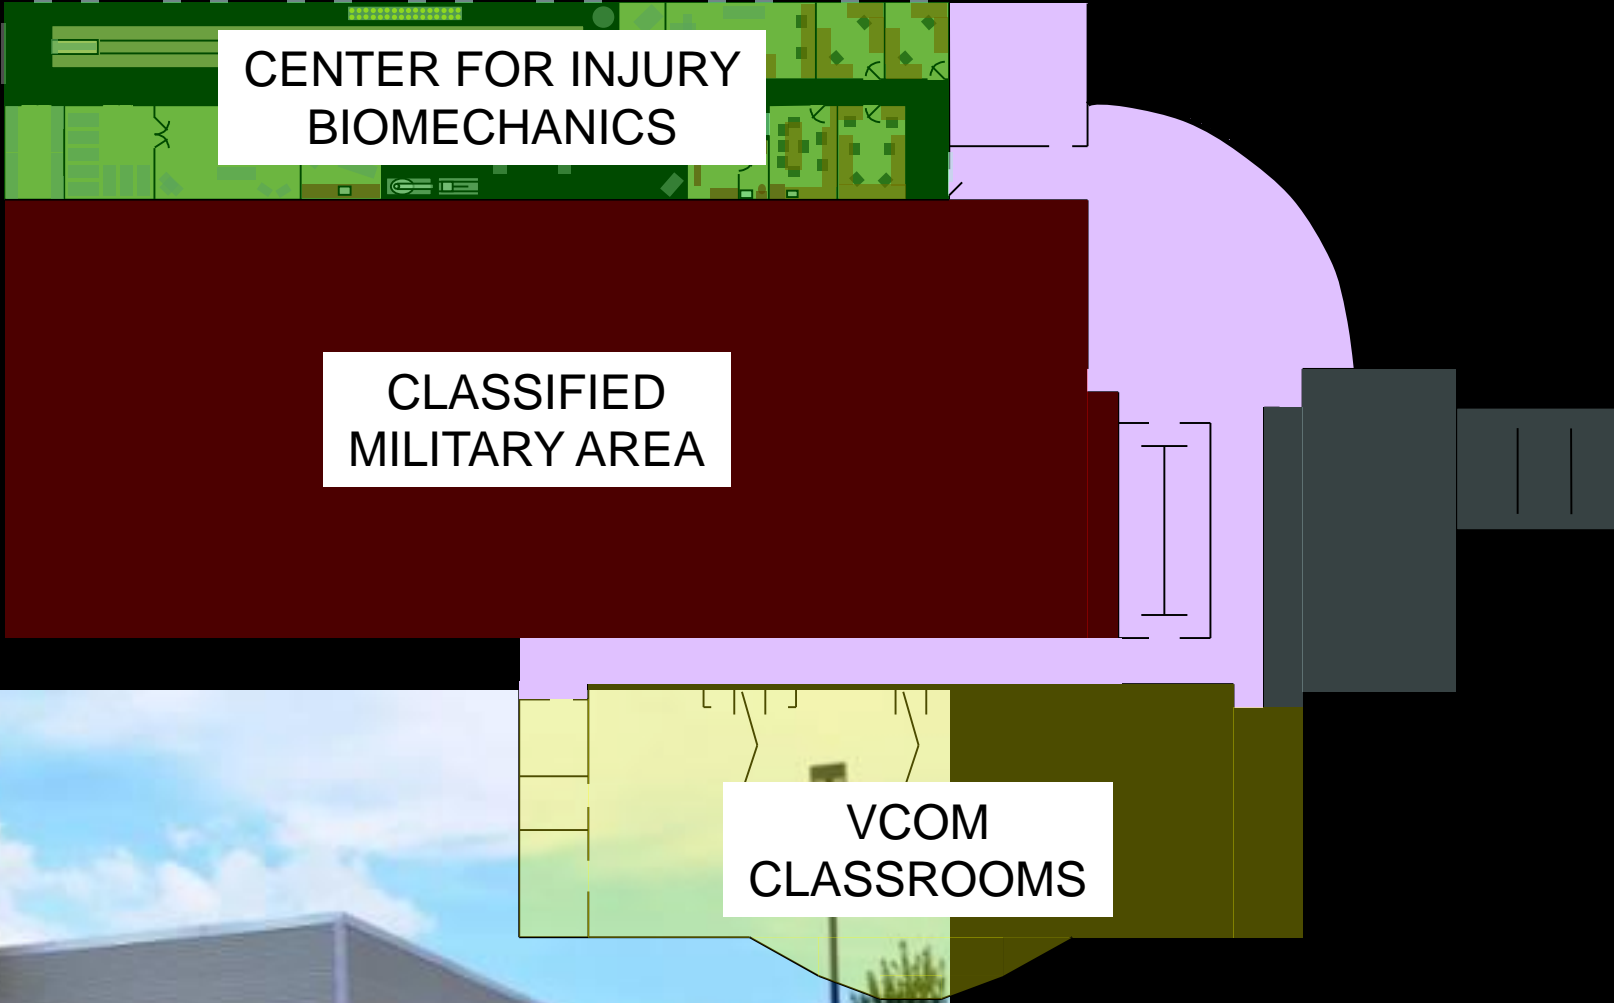 CENTER FOR INJURY
BIOMECHANICS
CLASSIFIED
MILITARY AREA
VCOM
CLASSROOMS